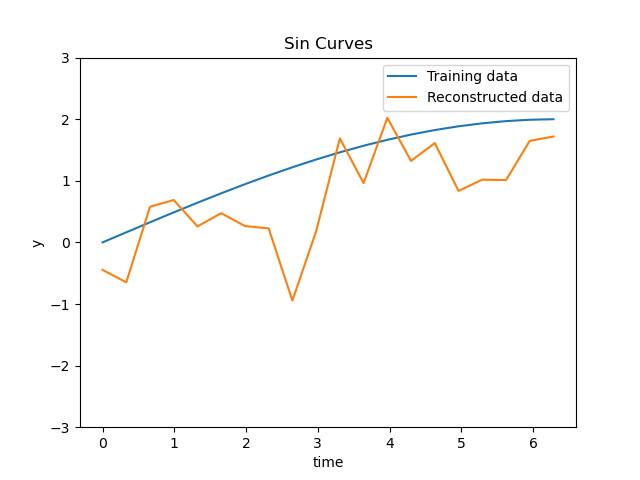 Sin Curves
Training data
Reconstructed data
3
2
1
0
−1
−2
−3
y
0 1 2 3 4 5 6
time